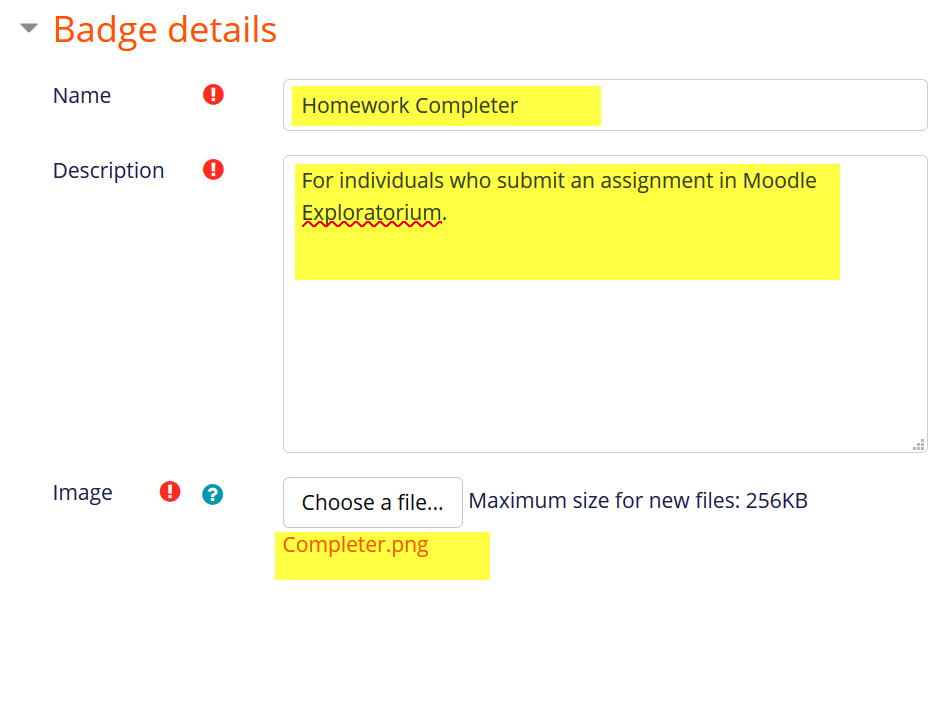 Badge details
Name
Homework Completer
Description
For individuals who submit an assignment in Moodle
Exploratorium.
Image
Choose a file...
Maximum size for new files: 256KB
Completer.png